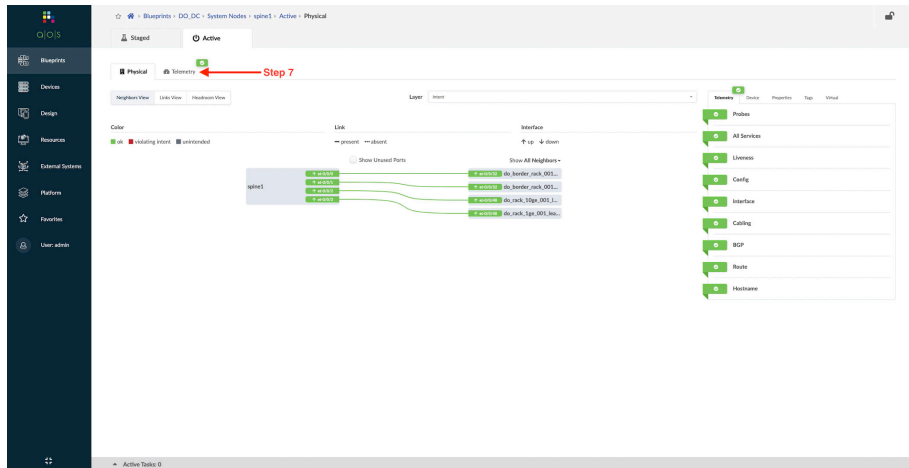 a|o|s
Blueprints
Devices
Design
Resources
External Systems
Platform
Favorites
User: admin
Blueprints > DO_DC > System Nodes > spine1 > Active > Physical
Staged
Active
Physical
Telemetry
Step 7
Neighbors View
Links View
Headroom View
Layer
Intent
Color
Link
Interface
ok
violating intent
unintended
present
absent
up
down
Show Unused Ports
Show All Neighbors
spine1
do_border_rack_001...
do_border_rack_001...
do_rack_10ge_001_l...
do_rack_1ge_001_lea...
Telemetry
Device
Properties
Tags
Virtual
Probes
All Services
Liveness
Config
Interface
Cabling
BGP
Route
Hostname
Active Tasks: 0